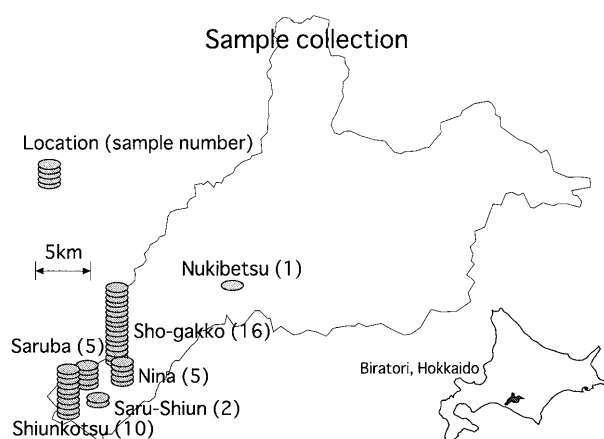 Sample collection
Location (sample number)
5km
Nukibetsu (1)
Sho-gakko (16)
Saruba (5)
Biratori, Hokkaido
Nina (5)
Saru-Shiun (2)
Shiunkotsu (10)